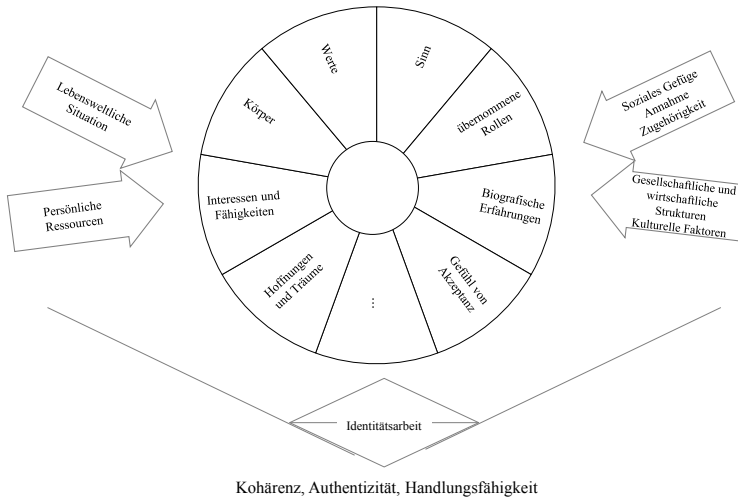 Werte
Sinn
Lebensweltliche
Situation
Körper
übernommene
Rollen
Soziales Gefüge
Annahme
Zugehörigkeit
Persönliche
Ressourcen
Interessen und
Fähigkeiten
Biografische
Erfahrungen
Gesellschaftliche und
wirtschaftliche
Strukturen
Kulturelle Faktoren
Hoffnungen
und Träume
...
Gefühl von
Akzeptanz
Identitätsarbeit
Kohärenz, Authentizität, Handlungsfähigkeit